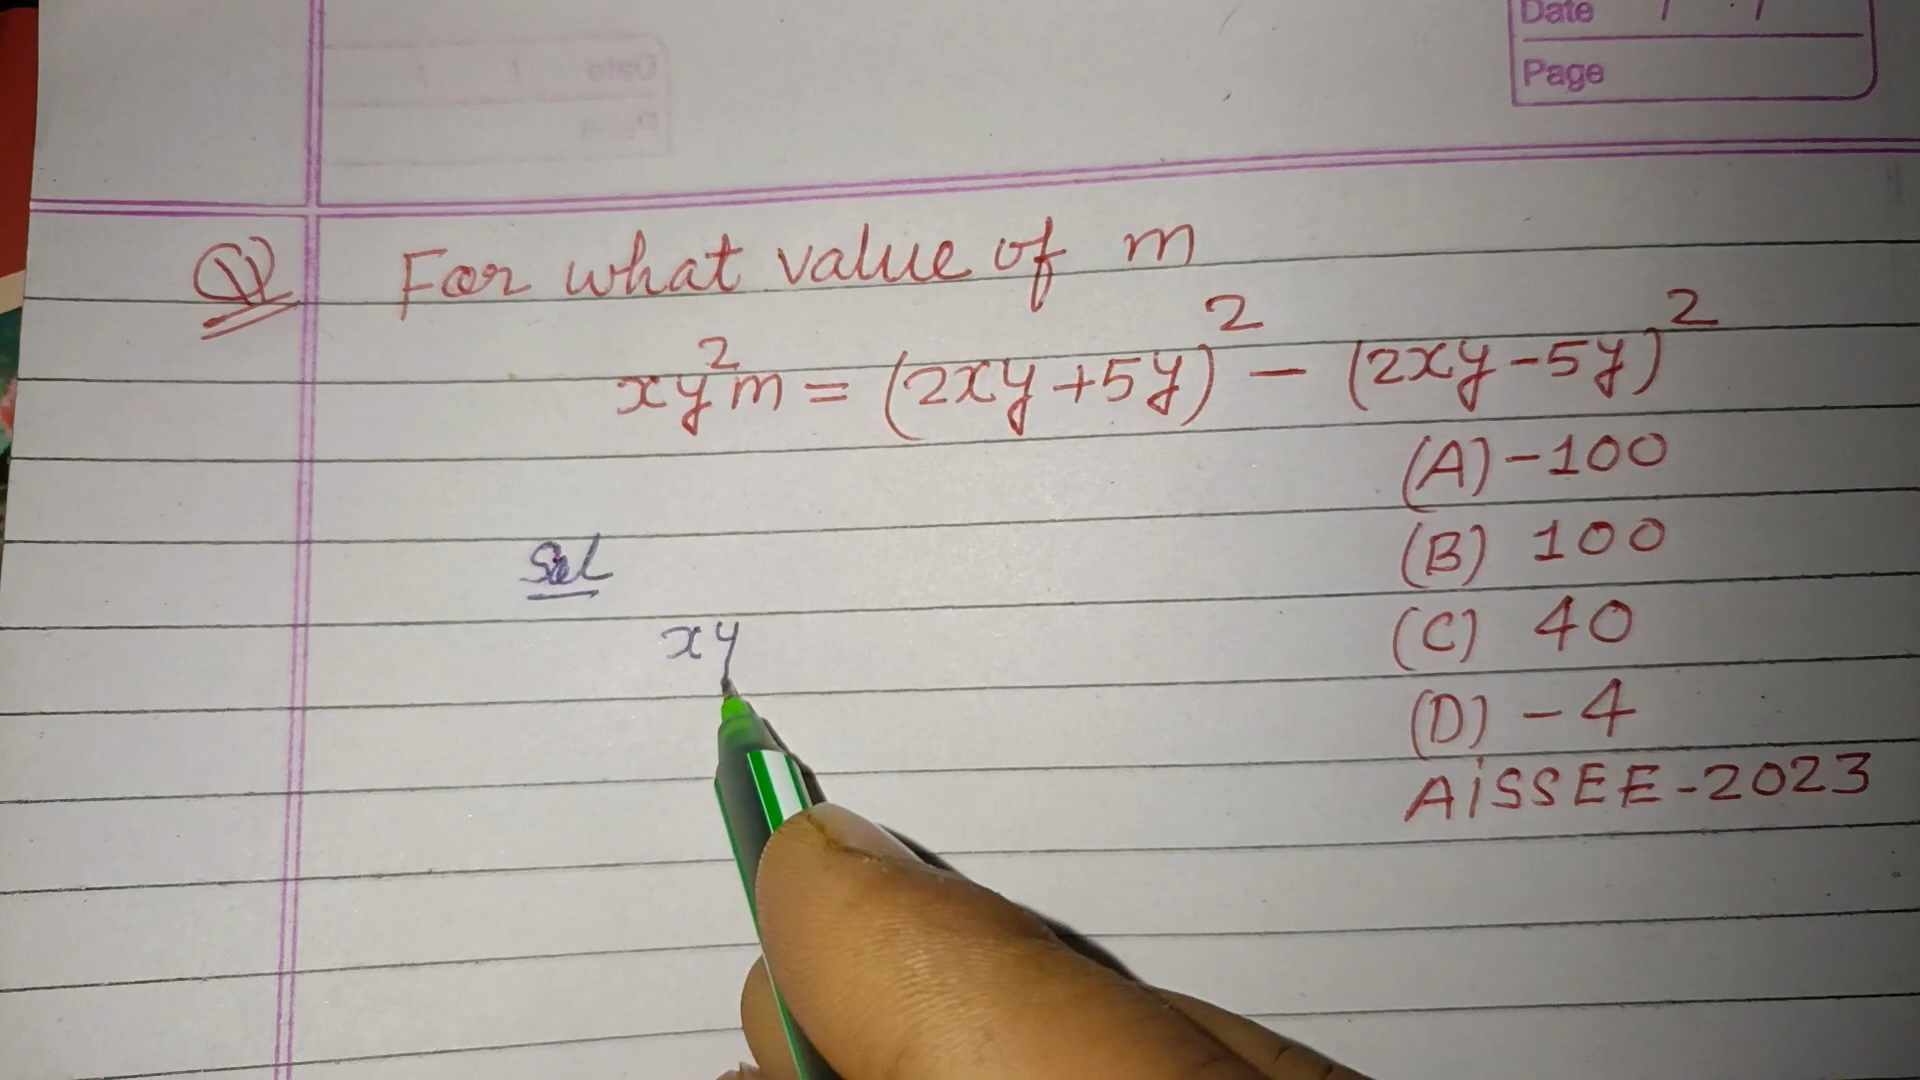 Date / /
Page
Q1) For what value of m
xy²m = (2xy+5y)² - (2xy-5y)²
(A) -100
(B) 100
(C) 40
(D) -4
AiSSEE-2023
Sol
xy